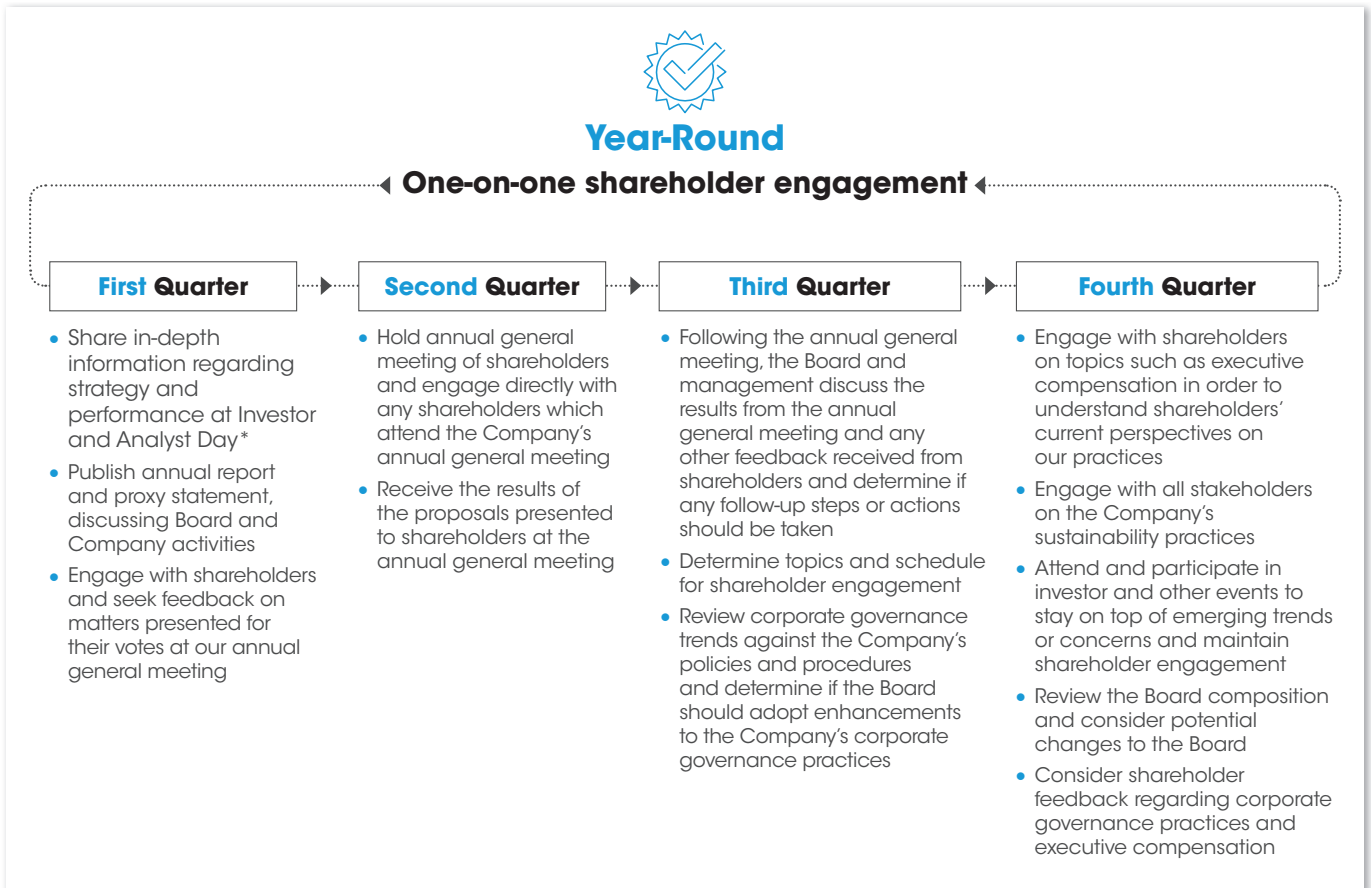 Year-Round
One-on-one shareholder engagement
First Quarter
• Share in-depth
information regarding
strategy and
performance at Investor
and Analyst Day*
• Publish annual report
and proxy statement,
discussing Board and
Company activities
• Engage with shareholders
and seek feedback on
matters presented for
their votes at our annual
general meeting
Second Quarter
• Hold annual general
meeting of shareholders
and engage directly with
any shareholders which
attend the Company's
annual general meeting
• Receive the results of
the proposals presented
to shareholders at the
annual general meeting
Third Quarter
• Following the annual general
meeting, the Board and
management discuss the
results from the annual
general meeting and any
other feedback received from
shareholders and determine if
any follow-up steps or actions
should be taken
• Determine topics and schedule
for shareholder engagement
• Review corporate governance
trends against the Company's
policies and procedures
and determine if the Board
should adopt enhancements
to the Company's corporate
governance practices
Fourth Quarter
• Engage with shareholders
on topics such as executive
compensation in order to
understand shareholders'
current perspectives on
our practices
• Engage with all stakeholders
on the Company's
sustainability practices
• Attend and participate in
investor and other events to
stay on top of emerging trends
or concerns and maintain
shareholder engagement
• Review the Board composition
and consider potential
changes to the Board
• Consider shareholder
feedback regarding corporate
governance practices and
executive compensation